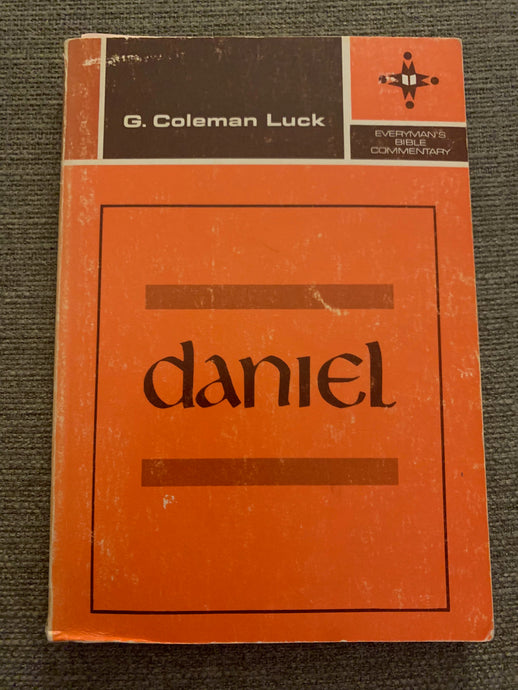 G. Coleman Luck
EVERYMAN'S
BIBLE
COMMENTARY
daniel